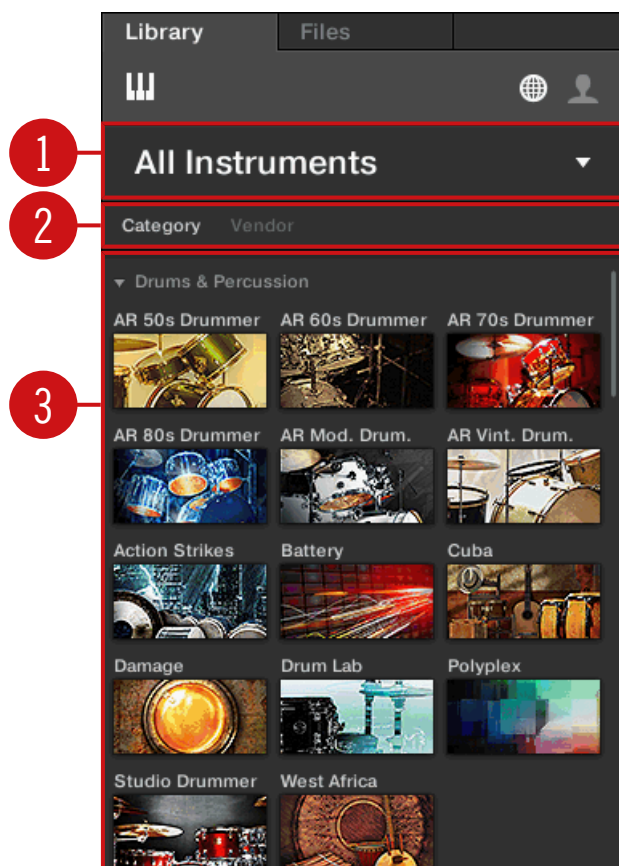 Library Files
1 All Instruments
2 Category Vendor
3
Drums & Percussion
AR 50s Drummer AR 60s Drummer AR 70s Drummer
AR 80s Drummer AR Mod. Drum. AR Vint. Drum.
Action Strikes Battery Cuba
Damage Drum Lab Polyplex
Studio Drummer West Africa